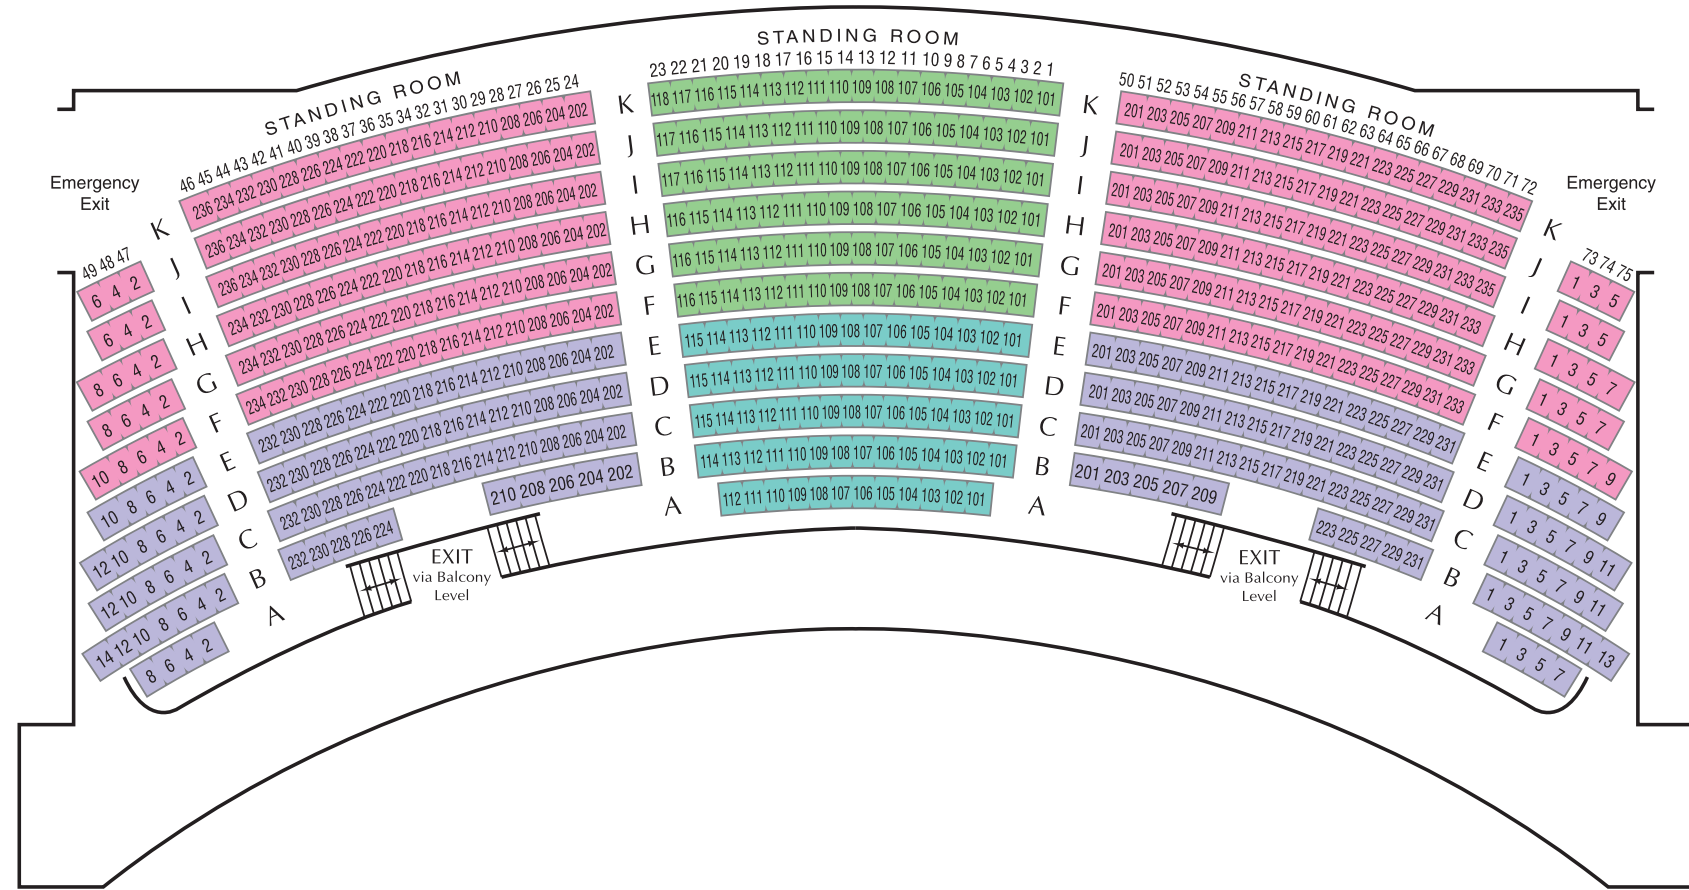 STANDING ROOM
46 45 44 43 42 41 40 39 38 37 36 35 34 32 31 30 29 28 27 26 25 24
STANDING ROOM
23 22 21 20 19 18 17 16 15 14 13 12 11 10 9 8 7 6 5 4 3 2 1
STANDING ROOM
50 51 52 53 54 55 56 57 58 59 60 61 62 63 64 65 66 67 68 69 70 71 72
Emergency
Exit
49 48 47
6 4 2
6 4 2
8 6 4 2
8 6 4 2
10 8 6 4 2
10 8 6 4 2
12 10 8 6 4 2
12 10 8 6 4 2
14 12 10 8 6 4 2
8 6 4 2
K
J
I
H
G
F
E
D
C
B
A
236 234 232 230 228 226 224 222 220 218 216 214 212 210 208 206 204 202
236 234 232 230 228 226 224 222 220 218 216 214 212 210 208 206 204 202
236 234 232 230 228 226 224 222 220 218 216 214 212 210 208 206 204 202
234 232 230 228 226 224 222 220 218 216 214 212 210 208 206 204 202
234 232 230 228 226 224 222 220 218 216 214 212 210 208 206 204 202
234 232 230 228 226 224 222 220 218 216 214 212 210 208 206 204 202
232 230 228 226 224 222 220 218 216 214 212 210 208 206 204 202
232 230 228 226 224 222 220 218 216 214 212 210 208 206 204 202
232 230 228 226 224 222 220 218 216 214 212 210 208 206 204 202
232 230 228 226 224
210 208 206 204 202
EXIT
via Balcony
Level
K
J
I
H
G
F
E
D
C
B
A
118 117 116 115 114 113 112 111 110 109 108 107 106 105 104 103 102 101
117 116 115 114 113 112 111 110 109 108 107 106 105 104 103 102 101
117 116 115 114 113 112 111 110 109 108 107 106 105 104 103 102 101
116 115 114 113 112 111 110 109 108 107 106 105 104 103 102 101
116 115 114 113 112 111 110 109 108 107 106 105 104 103 102 101
116 115 114 113 112 111 110 109 108 107 106 105 104 103 102 101
115 114 113 112 111 110 109 108 107 106 105 104 103 102 101
115 114 113 112 111 110 109 108 107 106 105 104 103 102 101
115 114 113 112 111 110 109 108 107 106 105 104 103 102 101
114 113 112 111 110 109 108 107 106 105 104 103 102 101
112 111 110 109 108 107 106 105 104 103 102 101
K
J
I
H
G
F
E
D
C
B
A
201 203 205 207 209 211 213 215 217 219 221 223 225 227 229 231 233 235
201 203 205 207 209 211 213 215 217 219 221 223 225 227 229 231 233 235
201 203 205 207 209 211 213 215 217 219 221 223 225 227 229 231 233 235
201 203 205 207 209 211 213 215 217 219 221 223 225 227 229 231 233
201 203 205 207 209 211 213 215 217 219 221 223 225 227 229 231 233
201 203 205 207 209 211 213 215 217 219 221 223 225 227 229 231 233
201 203 205 207 209 211 213 215 217 219 221 223 225 227 229 231
201 203 205 207 209 211 213 215 217 219 221 223 225 227 229 231
201 203 205 207 209 211 213 215 217 219 221 223 225 227 229 231
201 203 205 207 209
223 225 227 229 231
EXIT
via Balcony
Level
K
J
I
H
G
F
E
D
C
B
A
Emergency
Exit
73 74 75
1 3 5
1 3 5
1 3 5 7
1 3 5 7
1 3 5 7 9
1 3 5 7 9
1 3 5 7 9 11
1 3 5 7 9 11
1 3 5 7 9 11 13
1 3 5 7